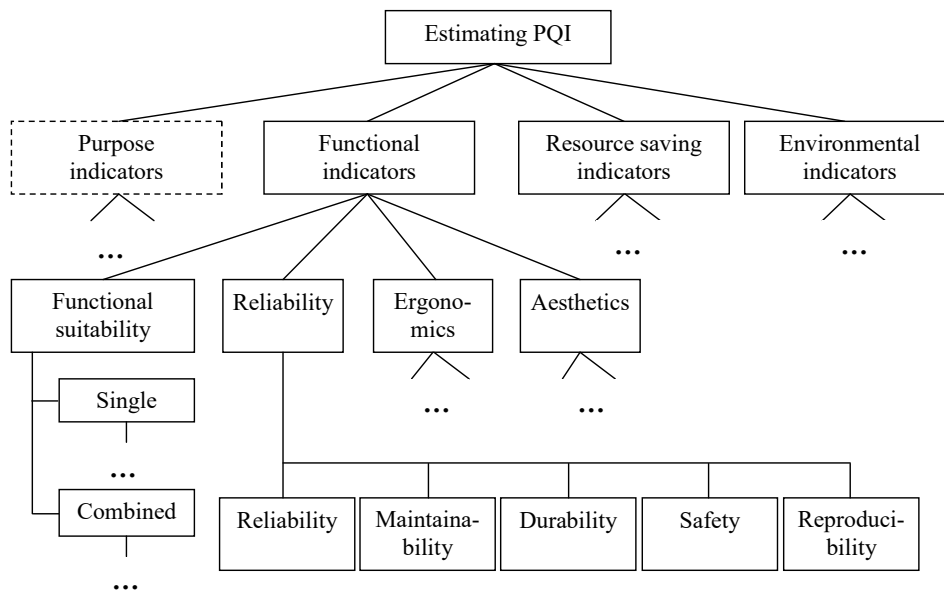 Estimating PQI
Purpose
indicators
Functional
indicators
Resource saving
indicators
Environmental
indicators
...
...
...
Functional
suitability
Reliability
Ergono-
mics
Aesthetics
Single
...
...
...
Combined
...
Reliability
Maintaina-
bility
Durability
Safety
Reproduci-
bility